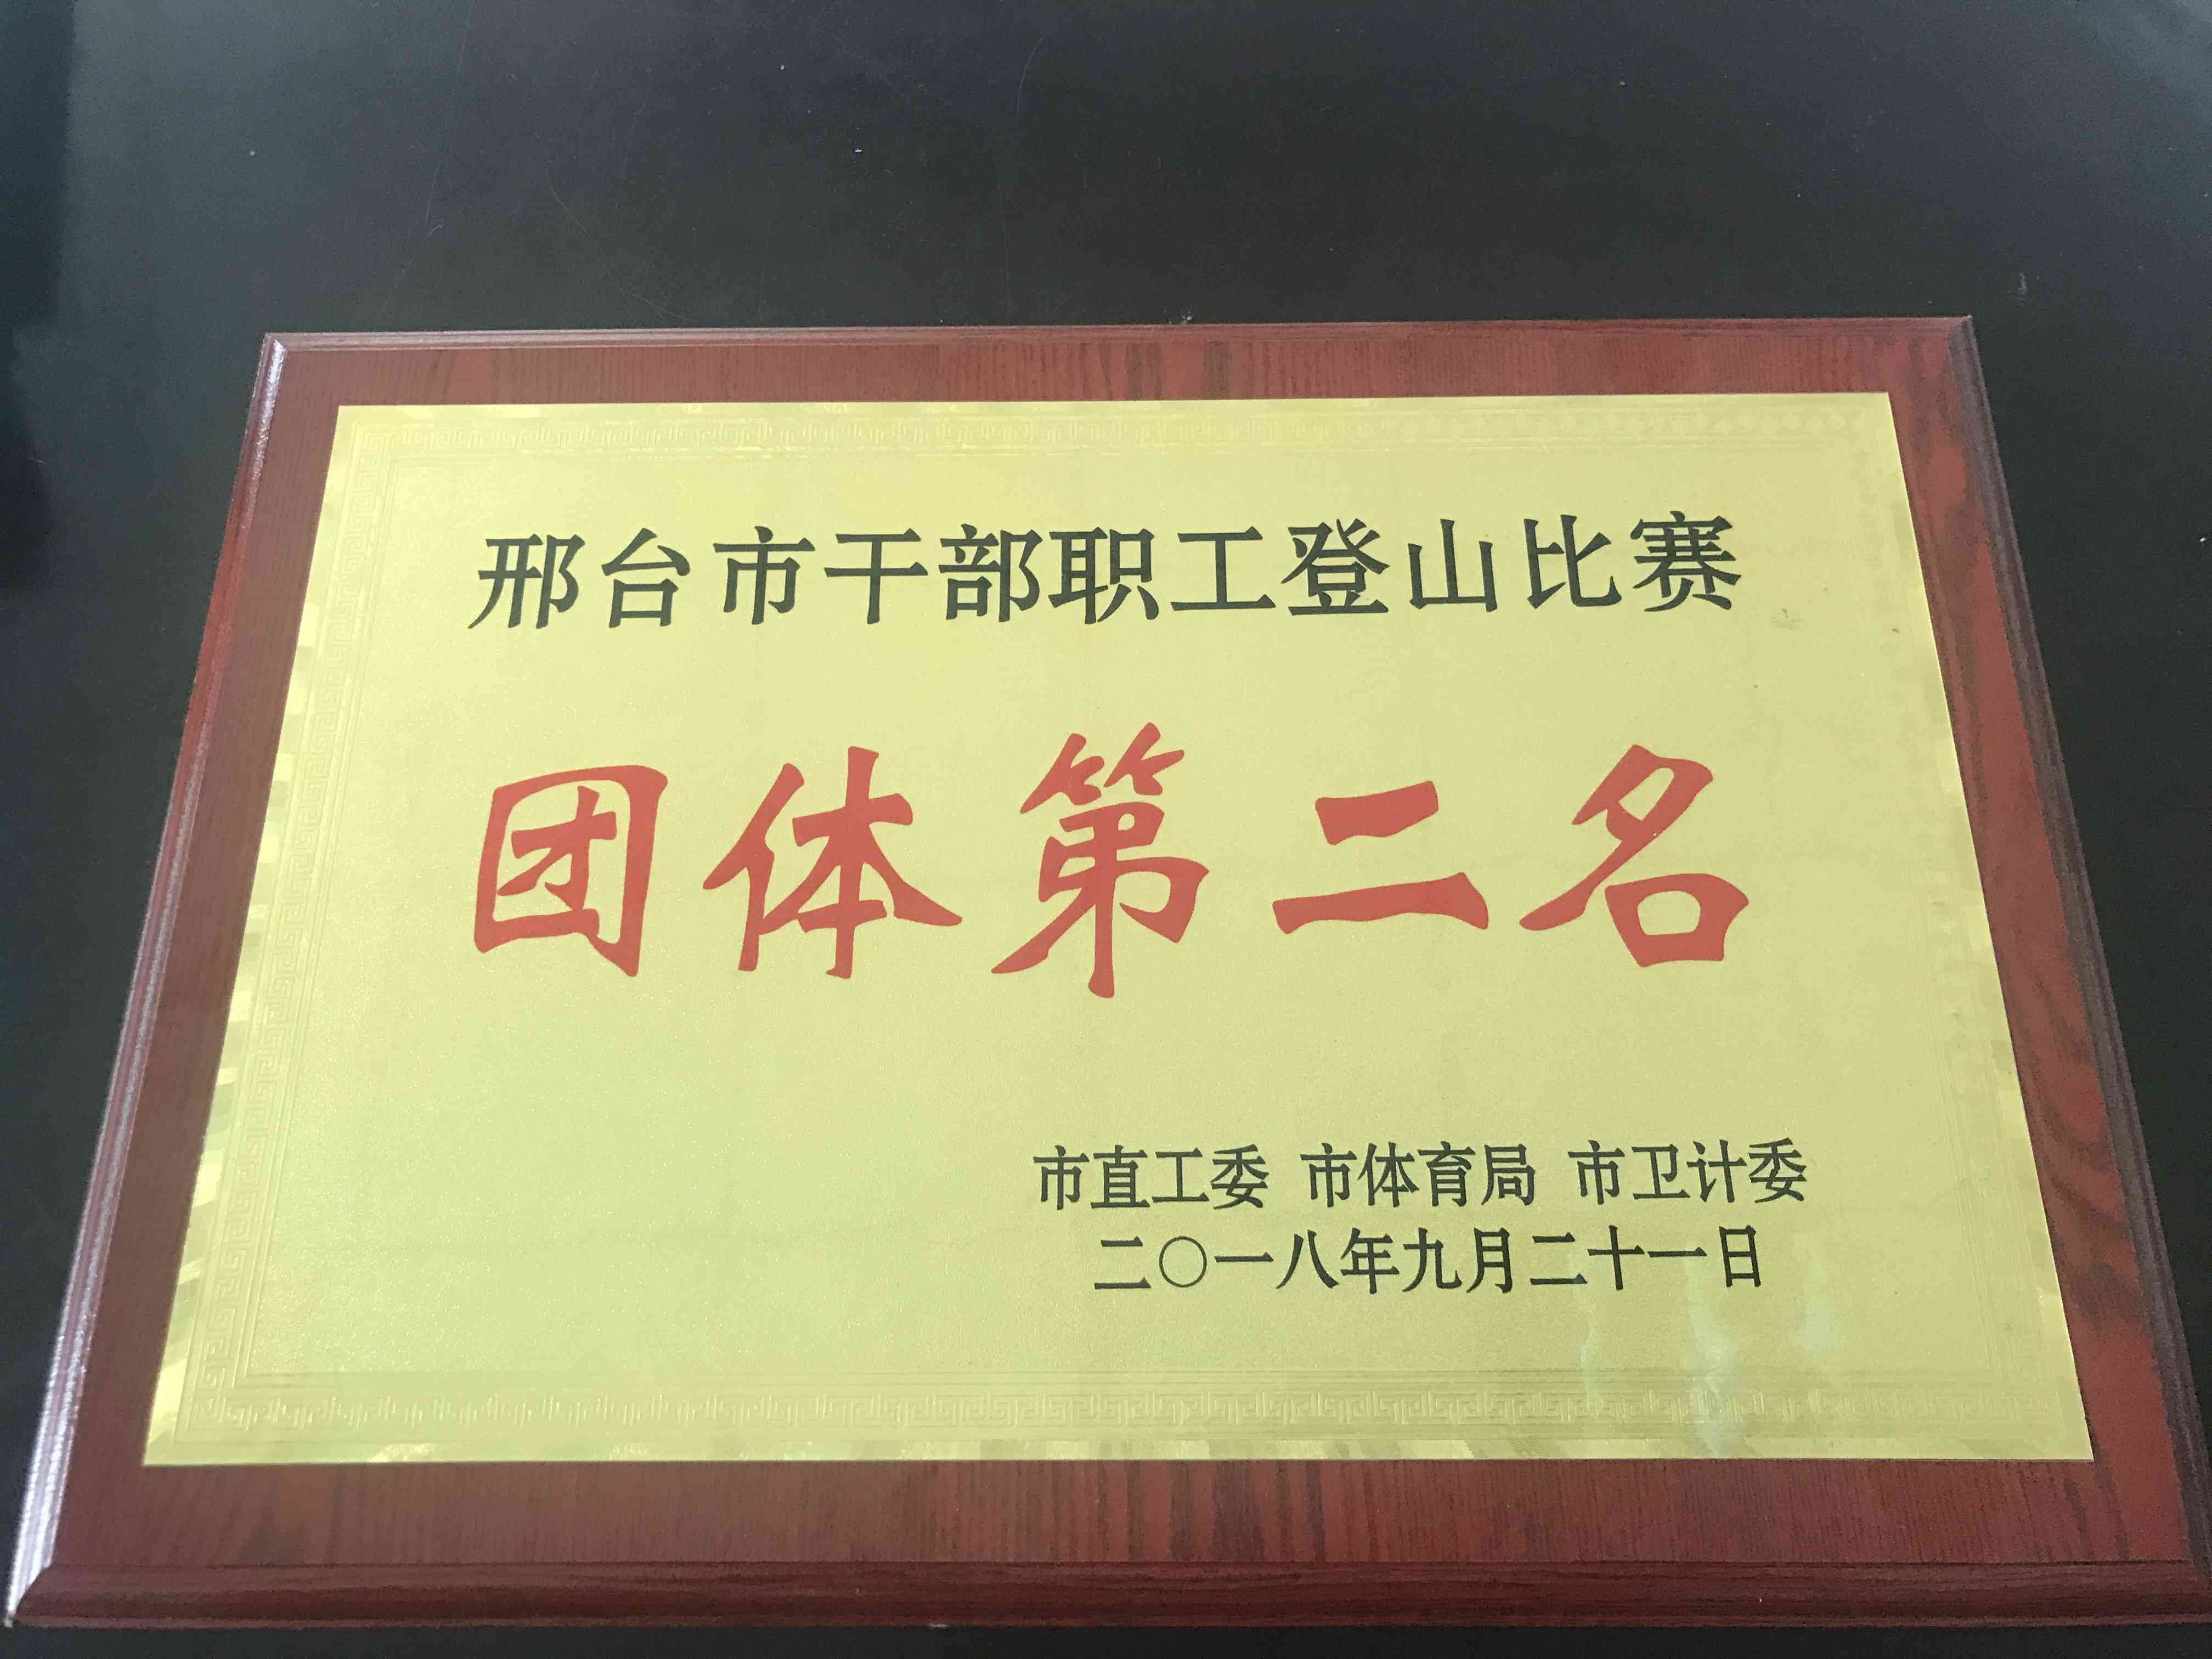 邢台市干部职工登山比赛
团体第二名
市直工委 市体育局 市卫计委
二〇一八年九月二十一日